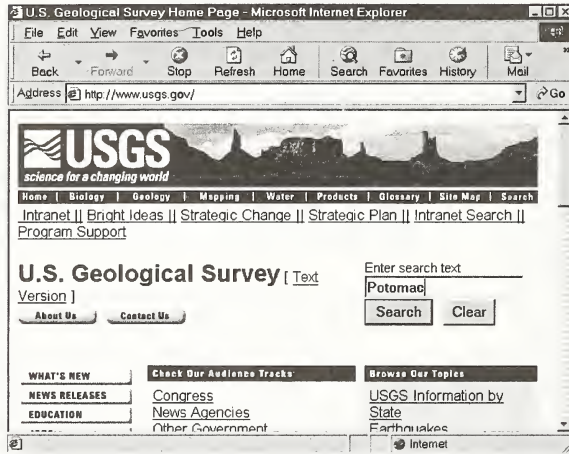 U.S. Geological Survey Home Page - Microsoft Internet Explorer
File Edit View Favorites Tools Help
Back Forward Stop Refresh Home Search Favorites History Mail
Address http://www.usgs.gov/ Go
USGS
science for a changing world
Home | Biology | Geology | Mapping | Water | Products | Glossary | Site Map | Search
Intranet || Bright Ideas || Strategic Change || Strategic Plan || Intranet Search ||
Program Support
U.S. Geological Survey [ Text
Version ]
About Us Contact Us
Enter search text
Potomac
Search Clear
WHAT'S NEW
NEWS RELEASES
EDUCATION
Check Our Audience Tracks
Congress
News Agencies
Other Government
Browse Our Topics
USGS Information by
State
Earthquakes
Internet